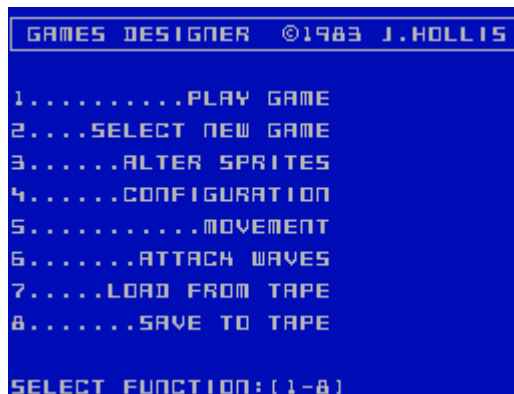 GAMES DESIGNER ©1983 J.HOLLIS
1...........PLAY GAME
2....SELECT NEW GAME
3......ALTER SPRITES
4......CONFIGURATION
5...........MOVEMENT
6.......ATTACK WAVES
7.....LOAD FROM TAPE
8.......SAVE TO TAPE
SELECT FUNCTION:[1-8]